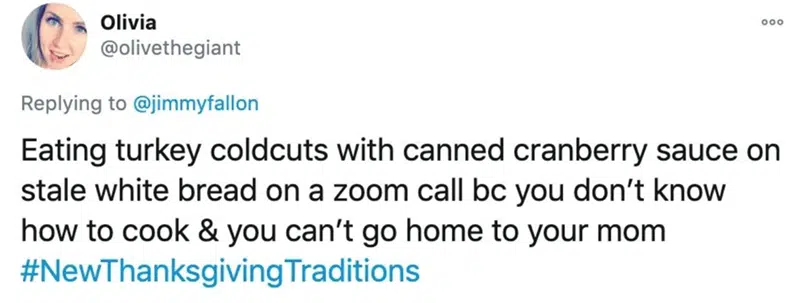 Olivia
@olivethegiant
Replying to @jimmyfallon
Eating turkey coldcuts with canned cranberry sauce on
stale white bread on a zoom call bc you don’t know
how to cook & you can’t go home to your mom
#NewThanksgivingTraditions